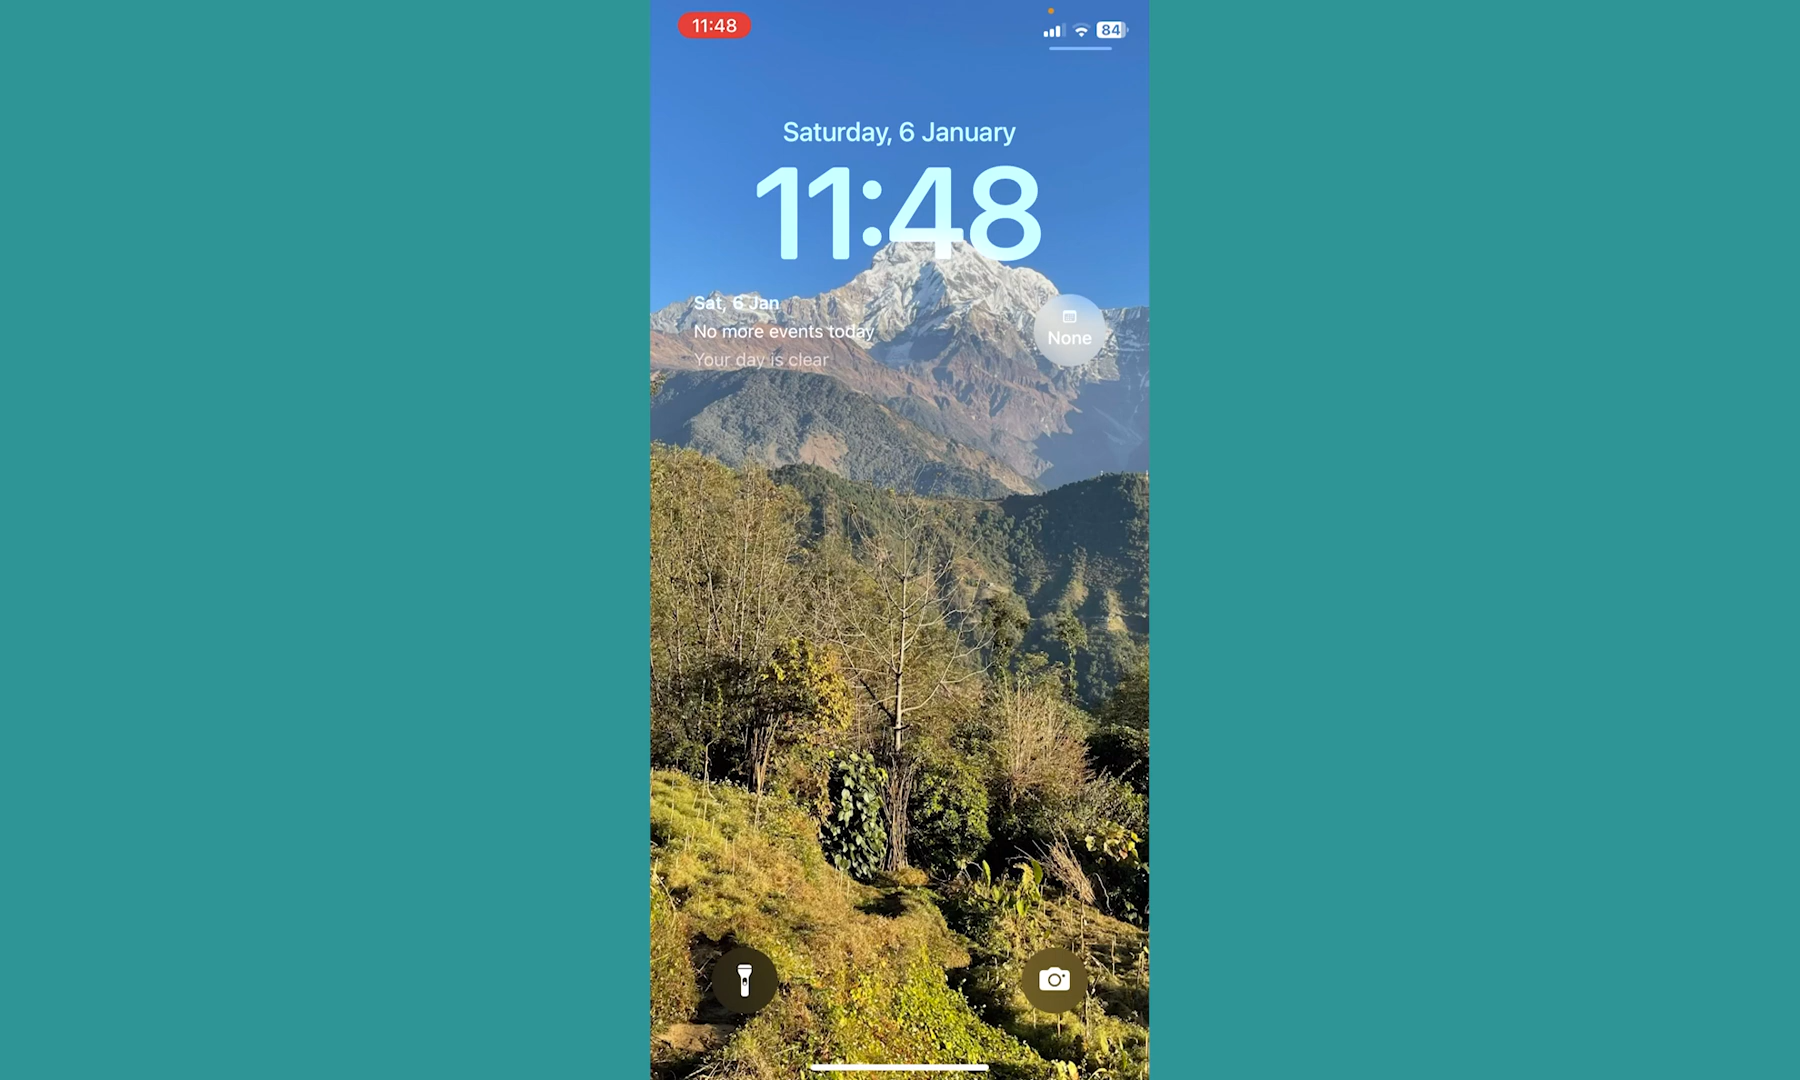 11:48
84
Saturday, 6 January
11:48
Sat, 6 Jan
No more events today
Your day is clear
None